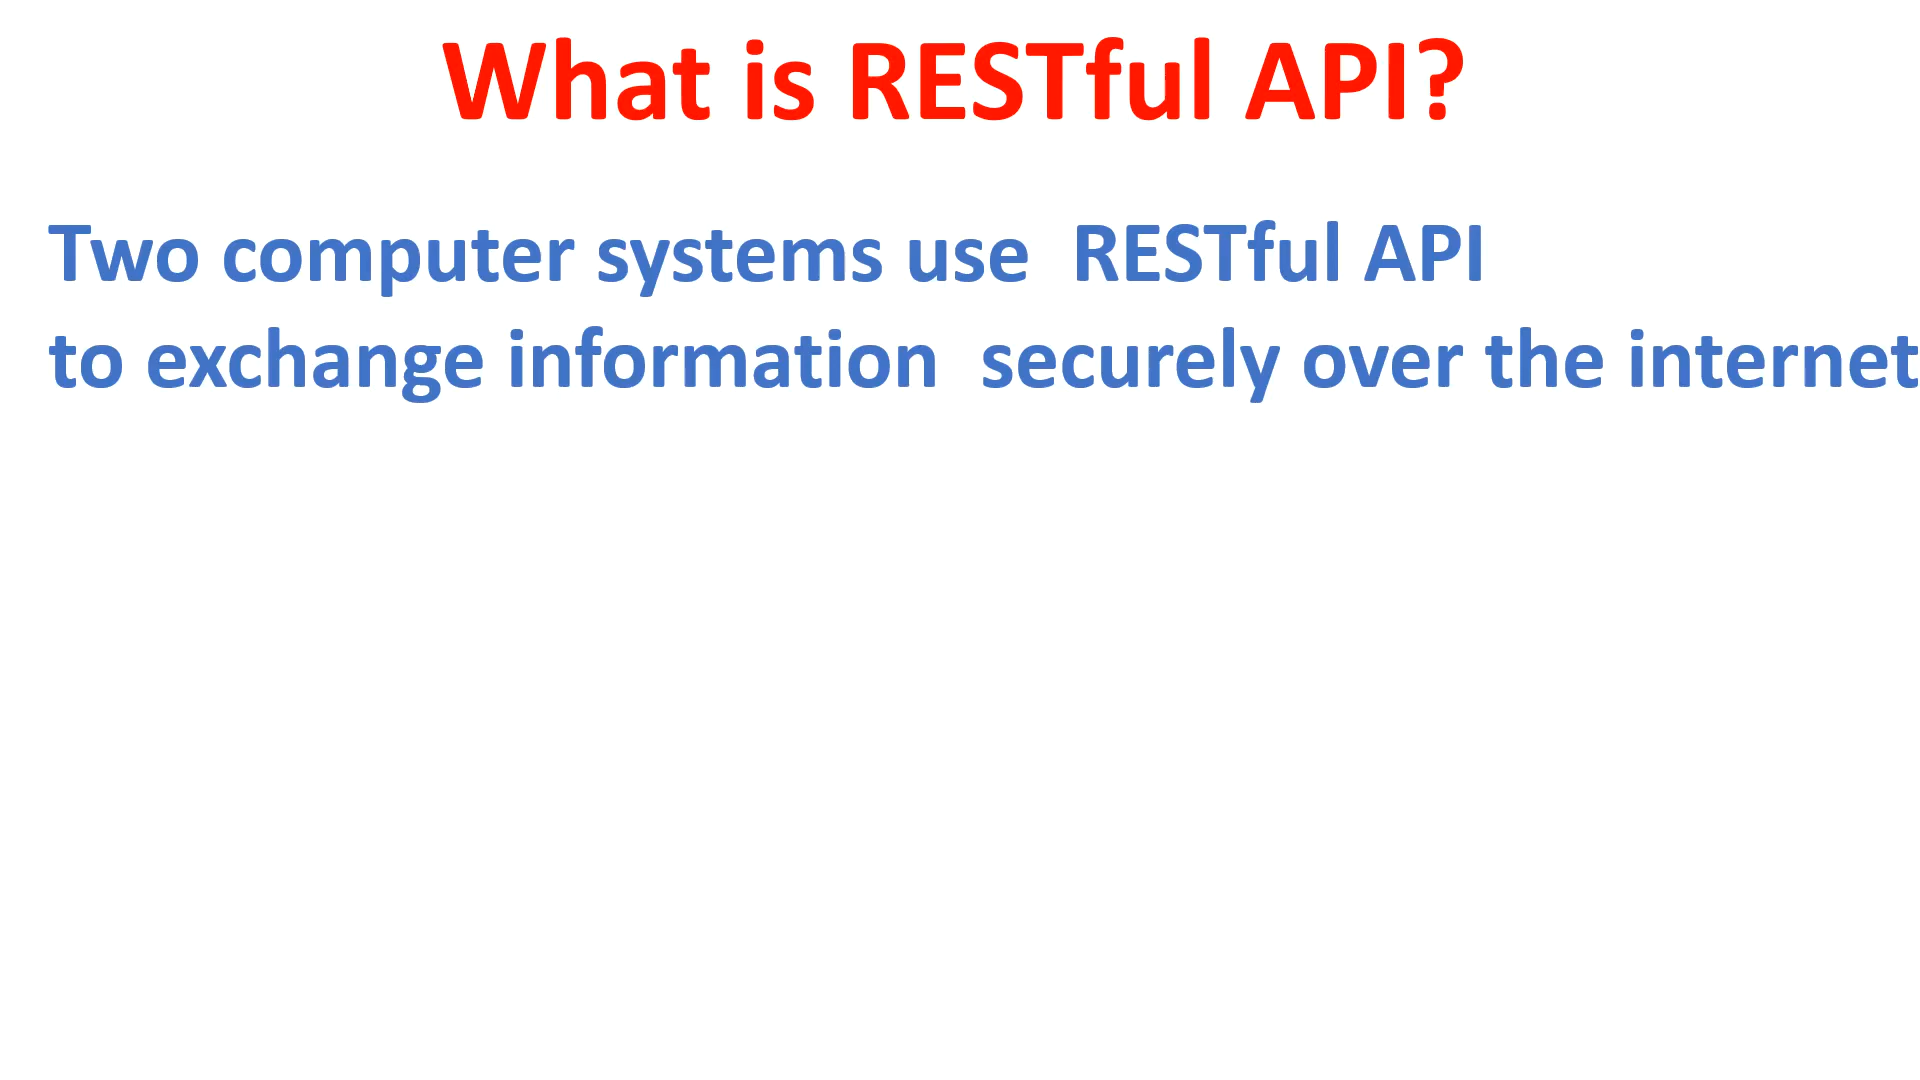 What is RESTful API?
Two computer systems use  RESTful API
to exchange information  securely over the internet